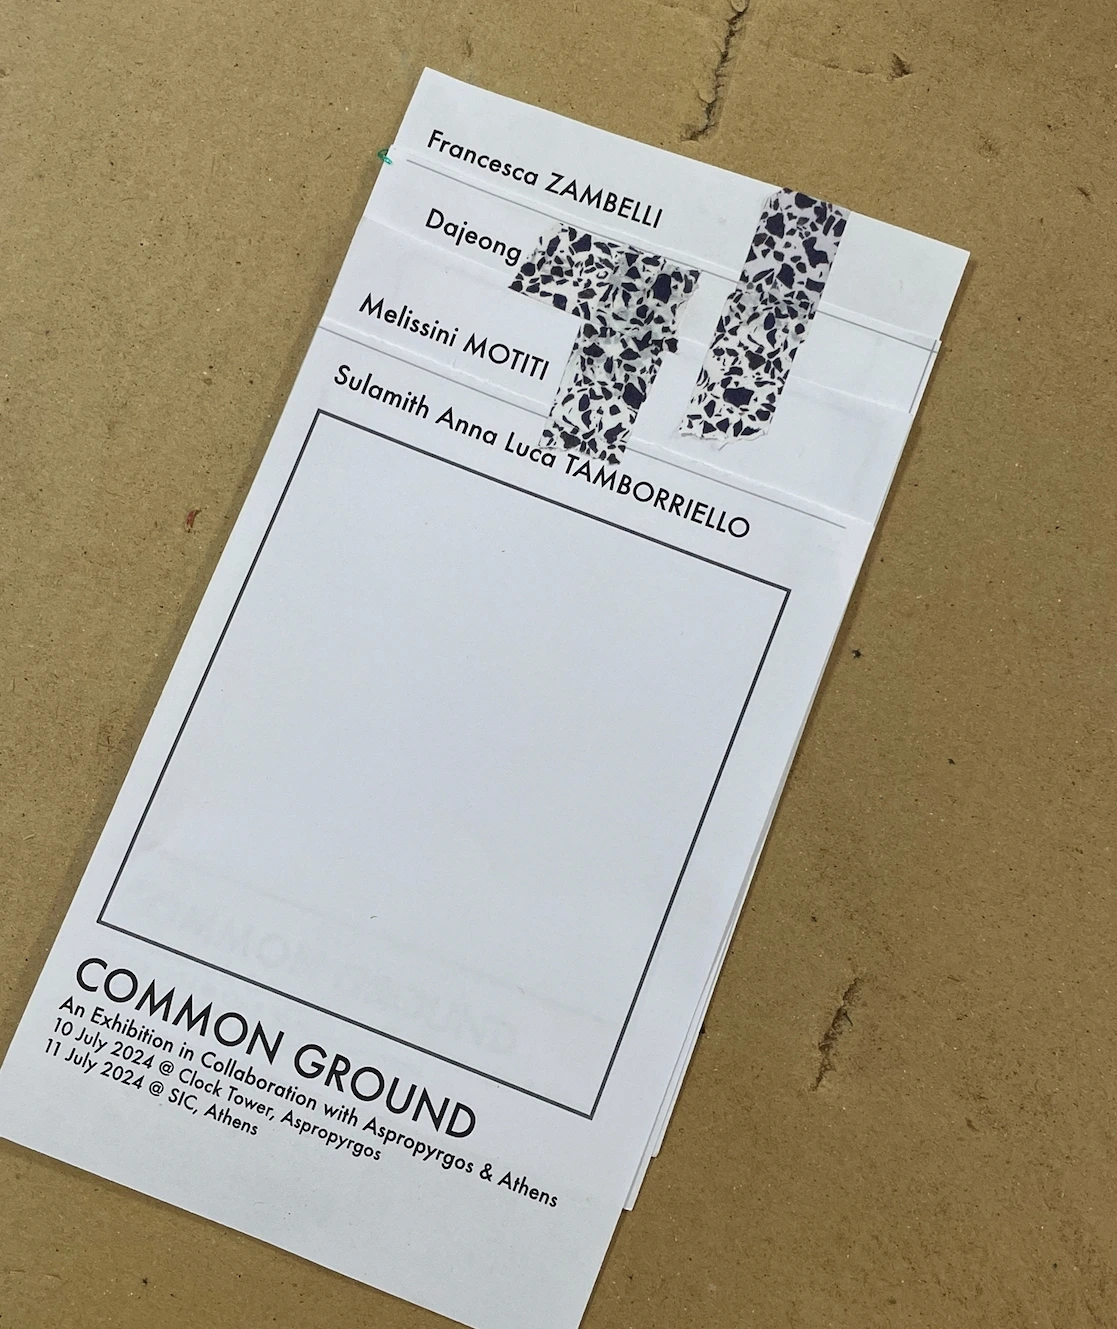 Francesca ZAMBELLI
Dajeong
Melissini MOTITI
Sulamith Anna Luca TAMBORRIELLO
COMMON GROUND
An Exhibition in Collaboration with Aspropyrgos & Athens
10 July 2024 @ Clock Tower, Aspropyrgos
11 July 2024 @ SIC, Athens